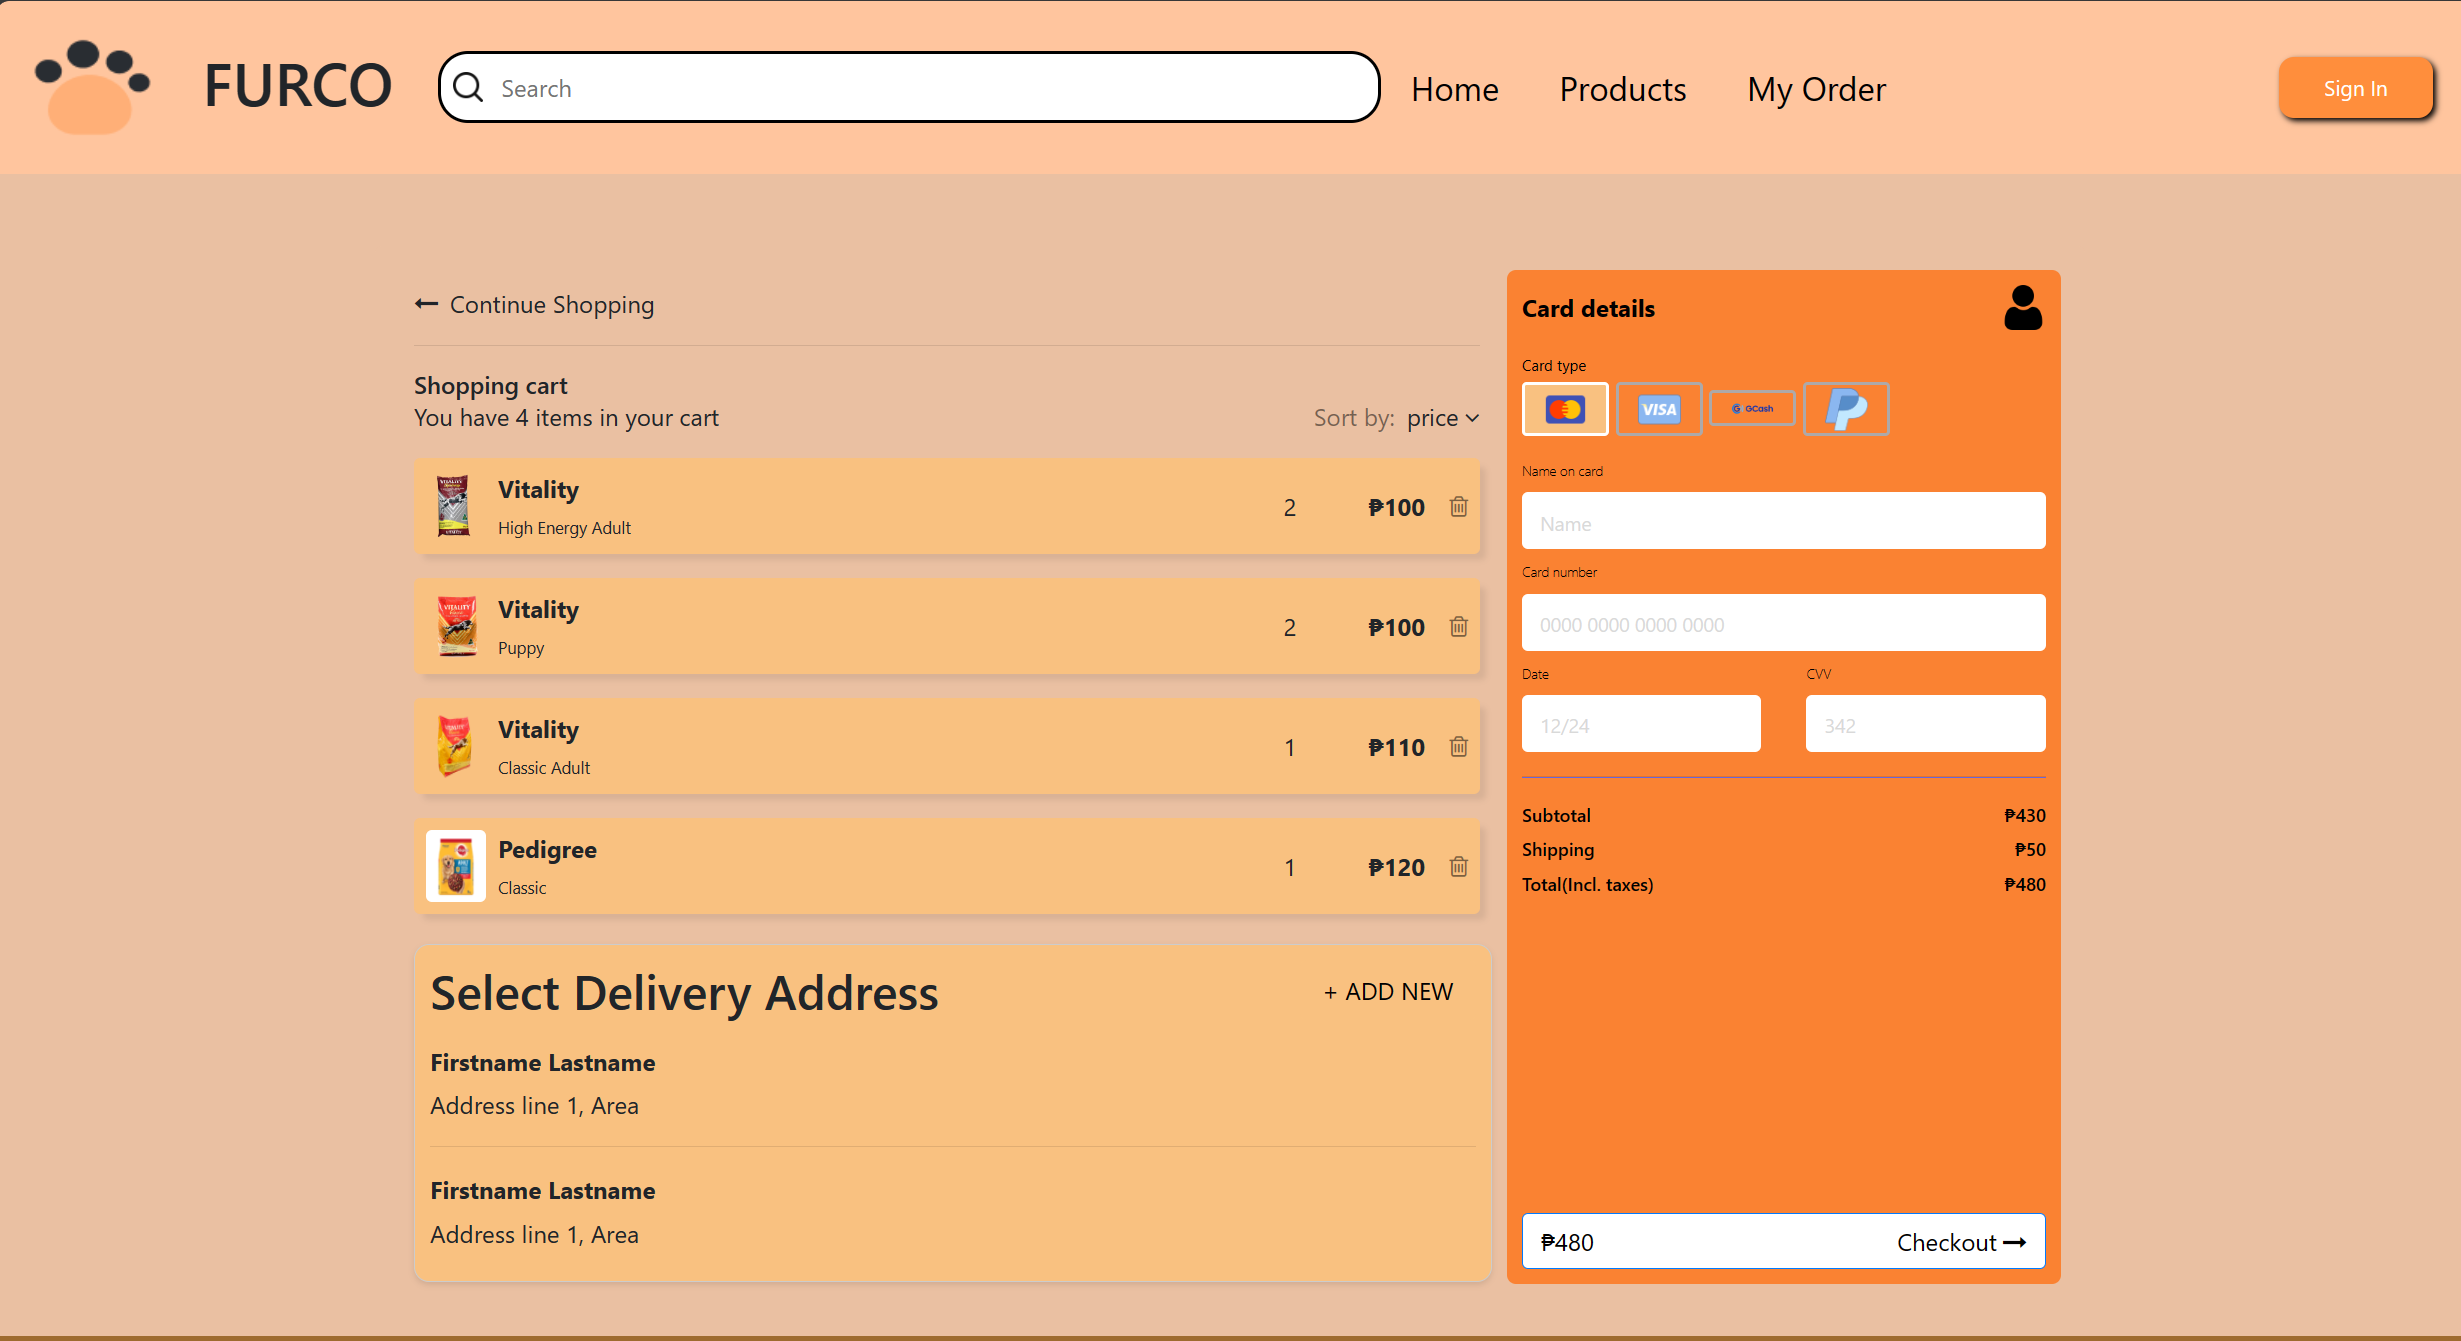 FURCO
Search
Home
Products
My Order
Sign In
Continue Shopping
Shopping cart
You have 4 items in your cart
Sort by: price
VITALITY
Vitality
High Energy Adult
2
₱100
VITALITY
Vitality
Puppy
2
₱100
Vitality
Classic Adult
1
₱110
Pedigree
Classic
1
₱120
Select Delivery Address
+ ADD NEW
Firstname Lastname
Address line 1, Area
Firstname Lastname
Address line 1, Area
Card details
Card type
VISA
GCash
Name on card
Name
Card number
0000 0000 0000 0000
Date
CVV
12/24
342
Subtotal
₱430
Shipping
₱50
Total(Incl. taxes)
₱480
₱480
Checkout